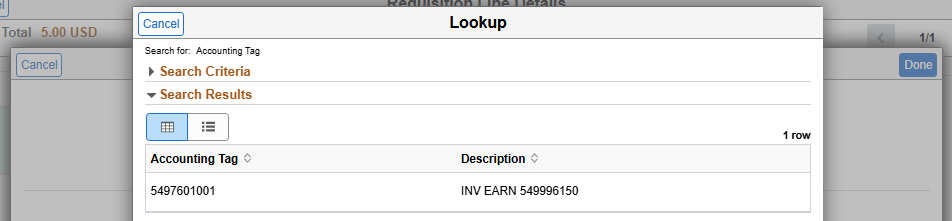 Requisition Line Details
Total 5.00 USD
1/1
Cancel
Done
Cancel
Lookup
Search for: Accounting Tag
Search Criteria
Search Results
1 row
Accounting Tag
Description
5497601001
INV EARN 549996150